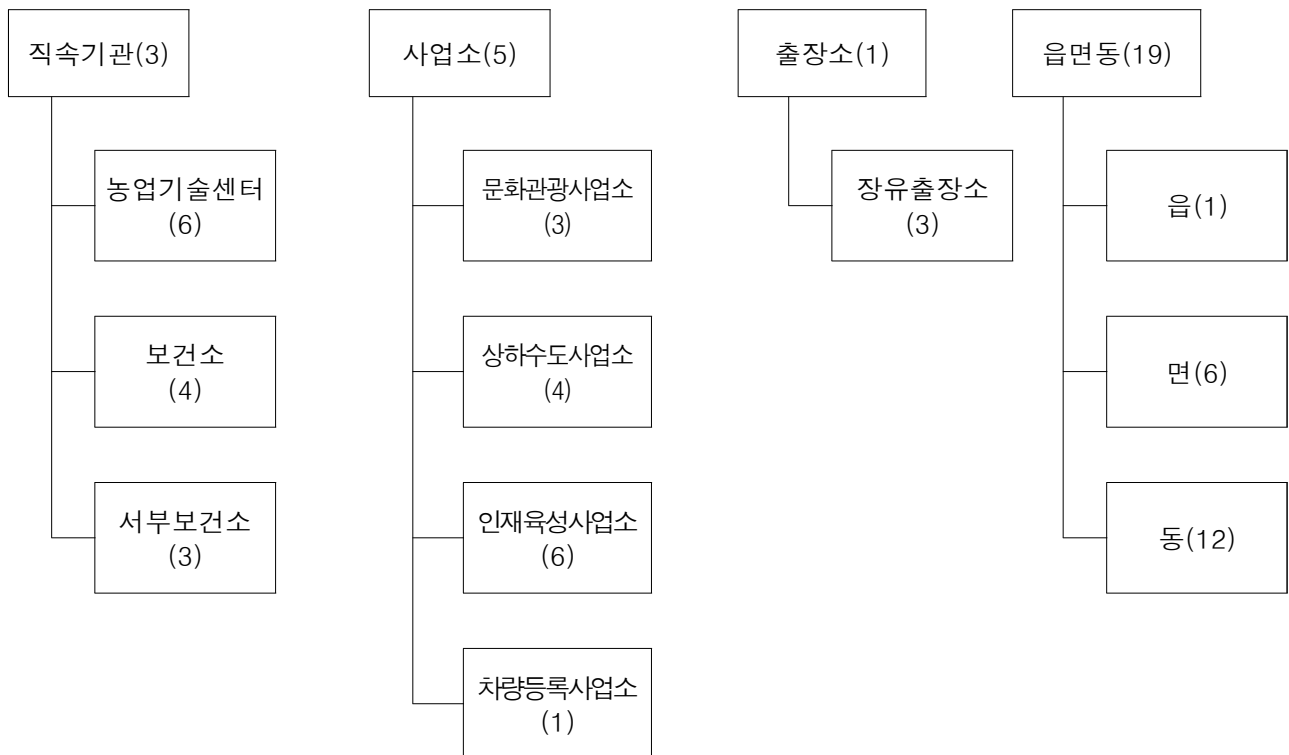 직속기관(3)
농업기술센터
(6)
보건소
(4)
서부보건소
(3)
사업소(5)
문화관광사업소
(3)
상하수도사업소
(4)
인재육성사업소
(6)
차량등록사업소
(1)
출장소(1)
장유출장소
(3)
읍면동(19)
읍(1)
면(6)
동(12)